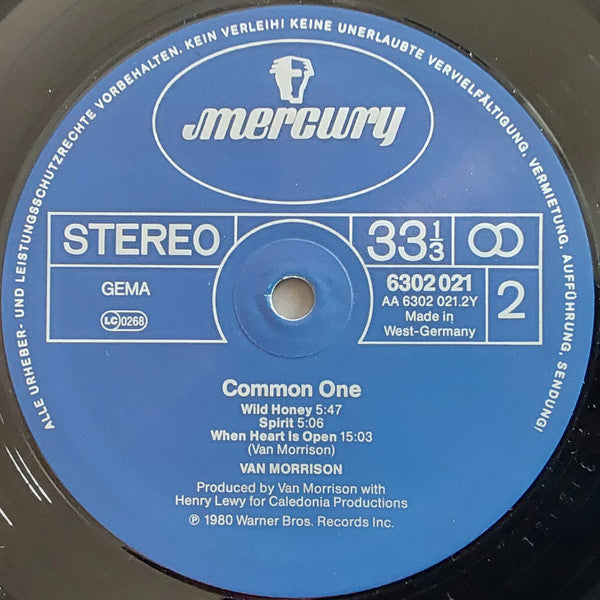 ALLE URHEBER- UND LEISTUNGSSCHUTZRECHTE VORBEHALTEN. KEIN VERLEIH! KEINE UNERLAUBTE VERVIELFÄLTIGUNG, VERMIETUNG, AUFFÜHRUNG, SENDUNG!
mercury
STEREO
33⅓
GEMA
LC 0268
6302 021
AA 6302 021.2Y
Made in
West-Germany
2
Common One
Wild Honey 5:47
Spirit 5:06
When Heart Is Open 15:03
(Van Morrison)
VAN MORRISON
Produced by Van Morrison with
Henry Lewy for Caledonia Productions
℗ 1980 Warner Bros. Records Inc.